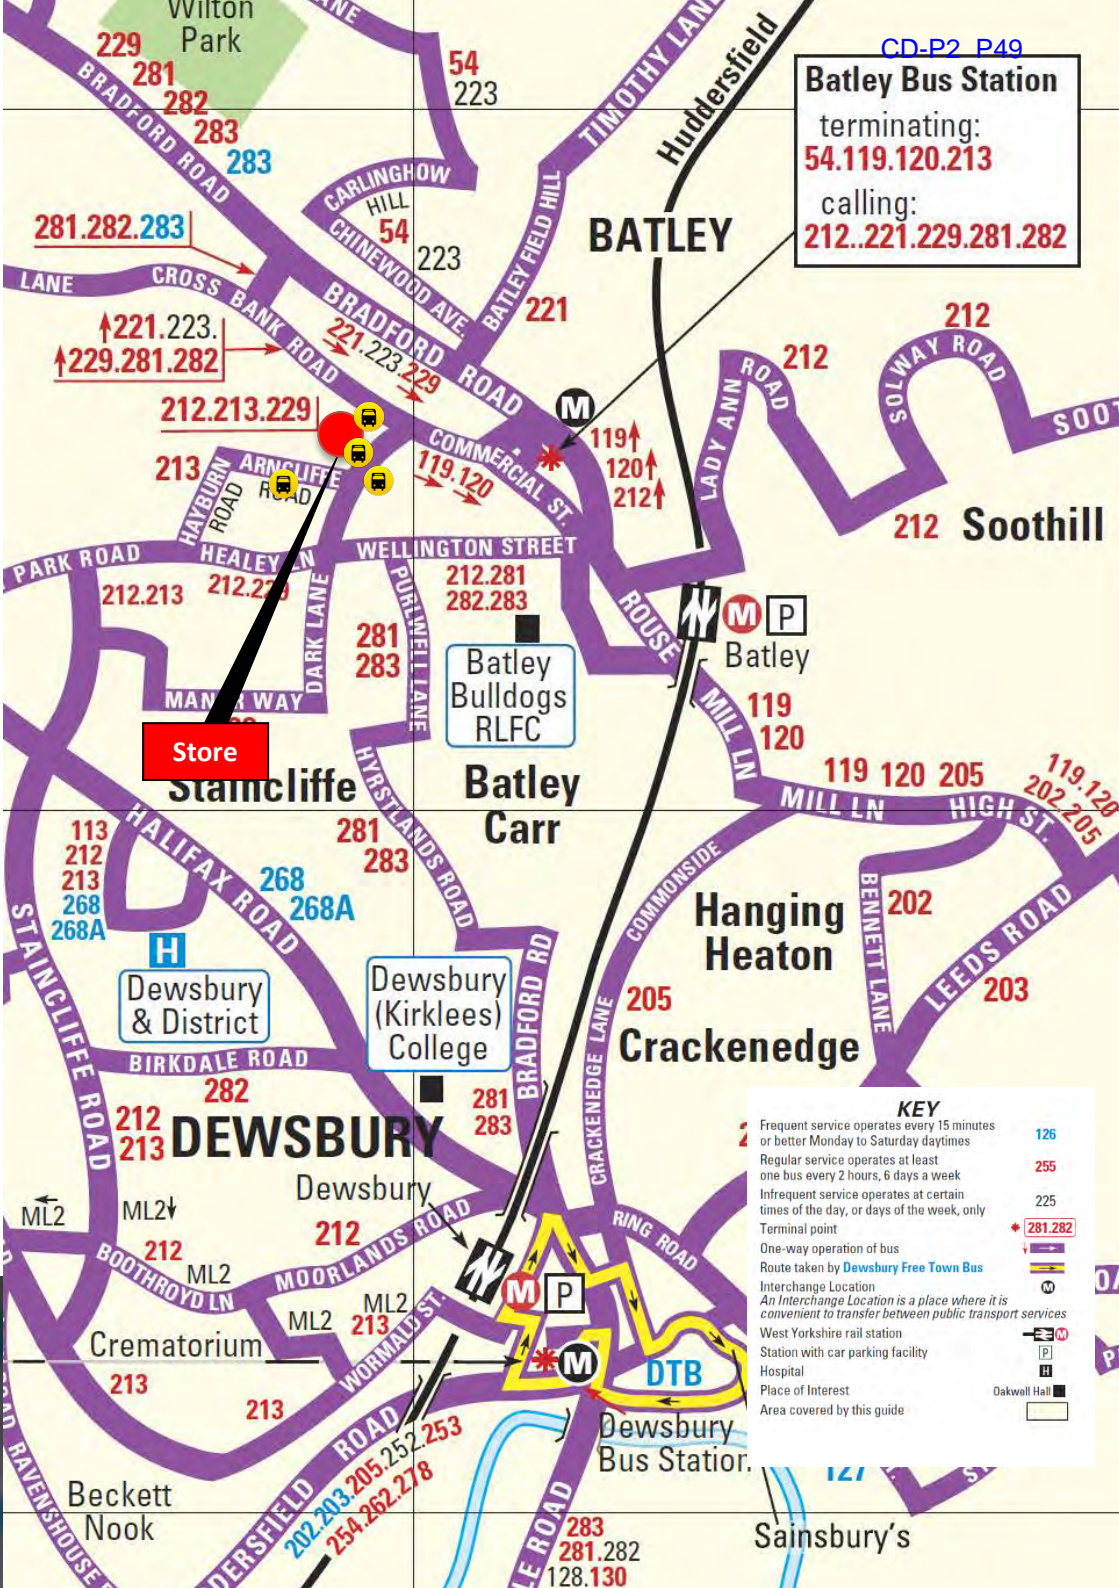 Wilton
Park
LANE
TIMOTHY LANE
Huddersfield
CD-P2 P49
Batley Bus Station
terminating:
54.119.120.213
calling:
212..221.229.281.282
229
281
282
283
283
BRADFORD ROAD
54
223
CARLINGHOW
HILL
54
CHINEWOOD AVE.
223
BATLEY FIELD HILL
BATLEY
221
281.282.283
LANE
CROSS BANK ROAD
BRADFORD ROAD
221.223.229
221.223.
229.281.282
212.213.229
212
SOLWAY ROAD
212
LADY ANN ROAD
SOOT
M
119
120
212
COMMERCIAL ST.
119.120
213
ARNCLIFFE
ROAD
HAYBURN
ROAD
212
Soothill
PARK ROAD
HEALEY LN
WELLINGTON STREET
212.213
212.229
212.281
282.283
DARK LANE
PURLWELL LANE
281
283
ROUSE
M
P
Batley
Batley
Bulldogs
RLFC
MANOR WAY
Store
Staincliffe
MILL LN
119
120
HYRSTLANDS ROAD
Batley
Carr
119 120 205
MILL LN
HIGH ST.
119.120
202.205
113
212
213
268
268A
HALIFAX ROAD
281
283
268
268A
COMMONSIDE
Hanging
Heaton
BENNETT LANE
202
LEEDS ROAD
203
STAINCLIFFE ROAD
H
Dewsbury
& District
Dewsbury
(Kirklees)
College
BRADFORD RD
CRACKENEDGE LANE
205
Crackenedge
BIRKDALE ROAD
282
281
283
212
213
DEWSBURY
Dewsbury
ML2
ML2
212
BOOTHROYD LN
ML2
212
MOORLANDS ROAD
RING ROAD
M
P
ML2
ML2
213
WORMALD ST.
Crematorium
213
213
M
DTB
Dewsbury
Bus Station
202.203.205.252.253
254.262.278
RAVENSHOUSE
Beckett
Nook
127
Sainsbury's
283
281.282
128.130
KEY
Frequent service operates every 15 minutes
or better Monday to Saturday daytimes
126
Regular service operates at least
one bus every 2 hours, 6 days a week
255
Infrequent service operates at certain
times of the day, or days of the week, only
225
Terminal point
281.282
One-way operation of bus
Route taken by Dewsbury Free Town Bus
Interchange Location
M
An Interchange Location is a place where it is
convenient to transfer between public transport services
West Yorkshire rail station
M
Station with car parking facility
P
Hospital
H
Place of Interest
Oakwell Hall
Area covered by this guide